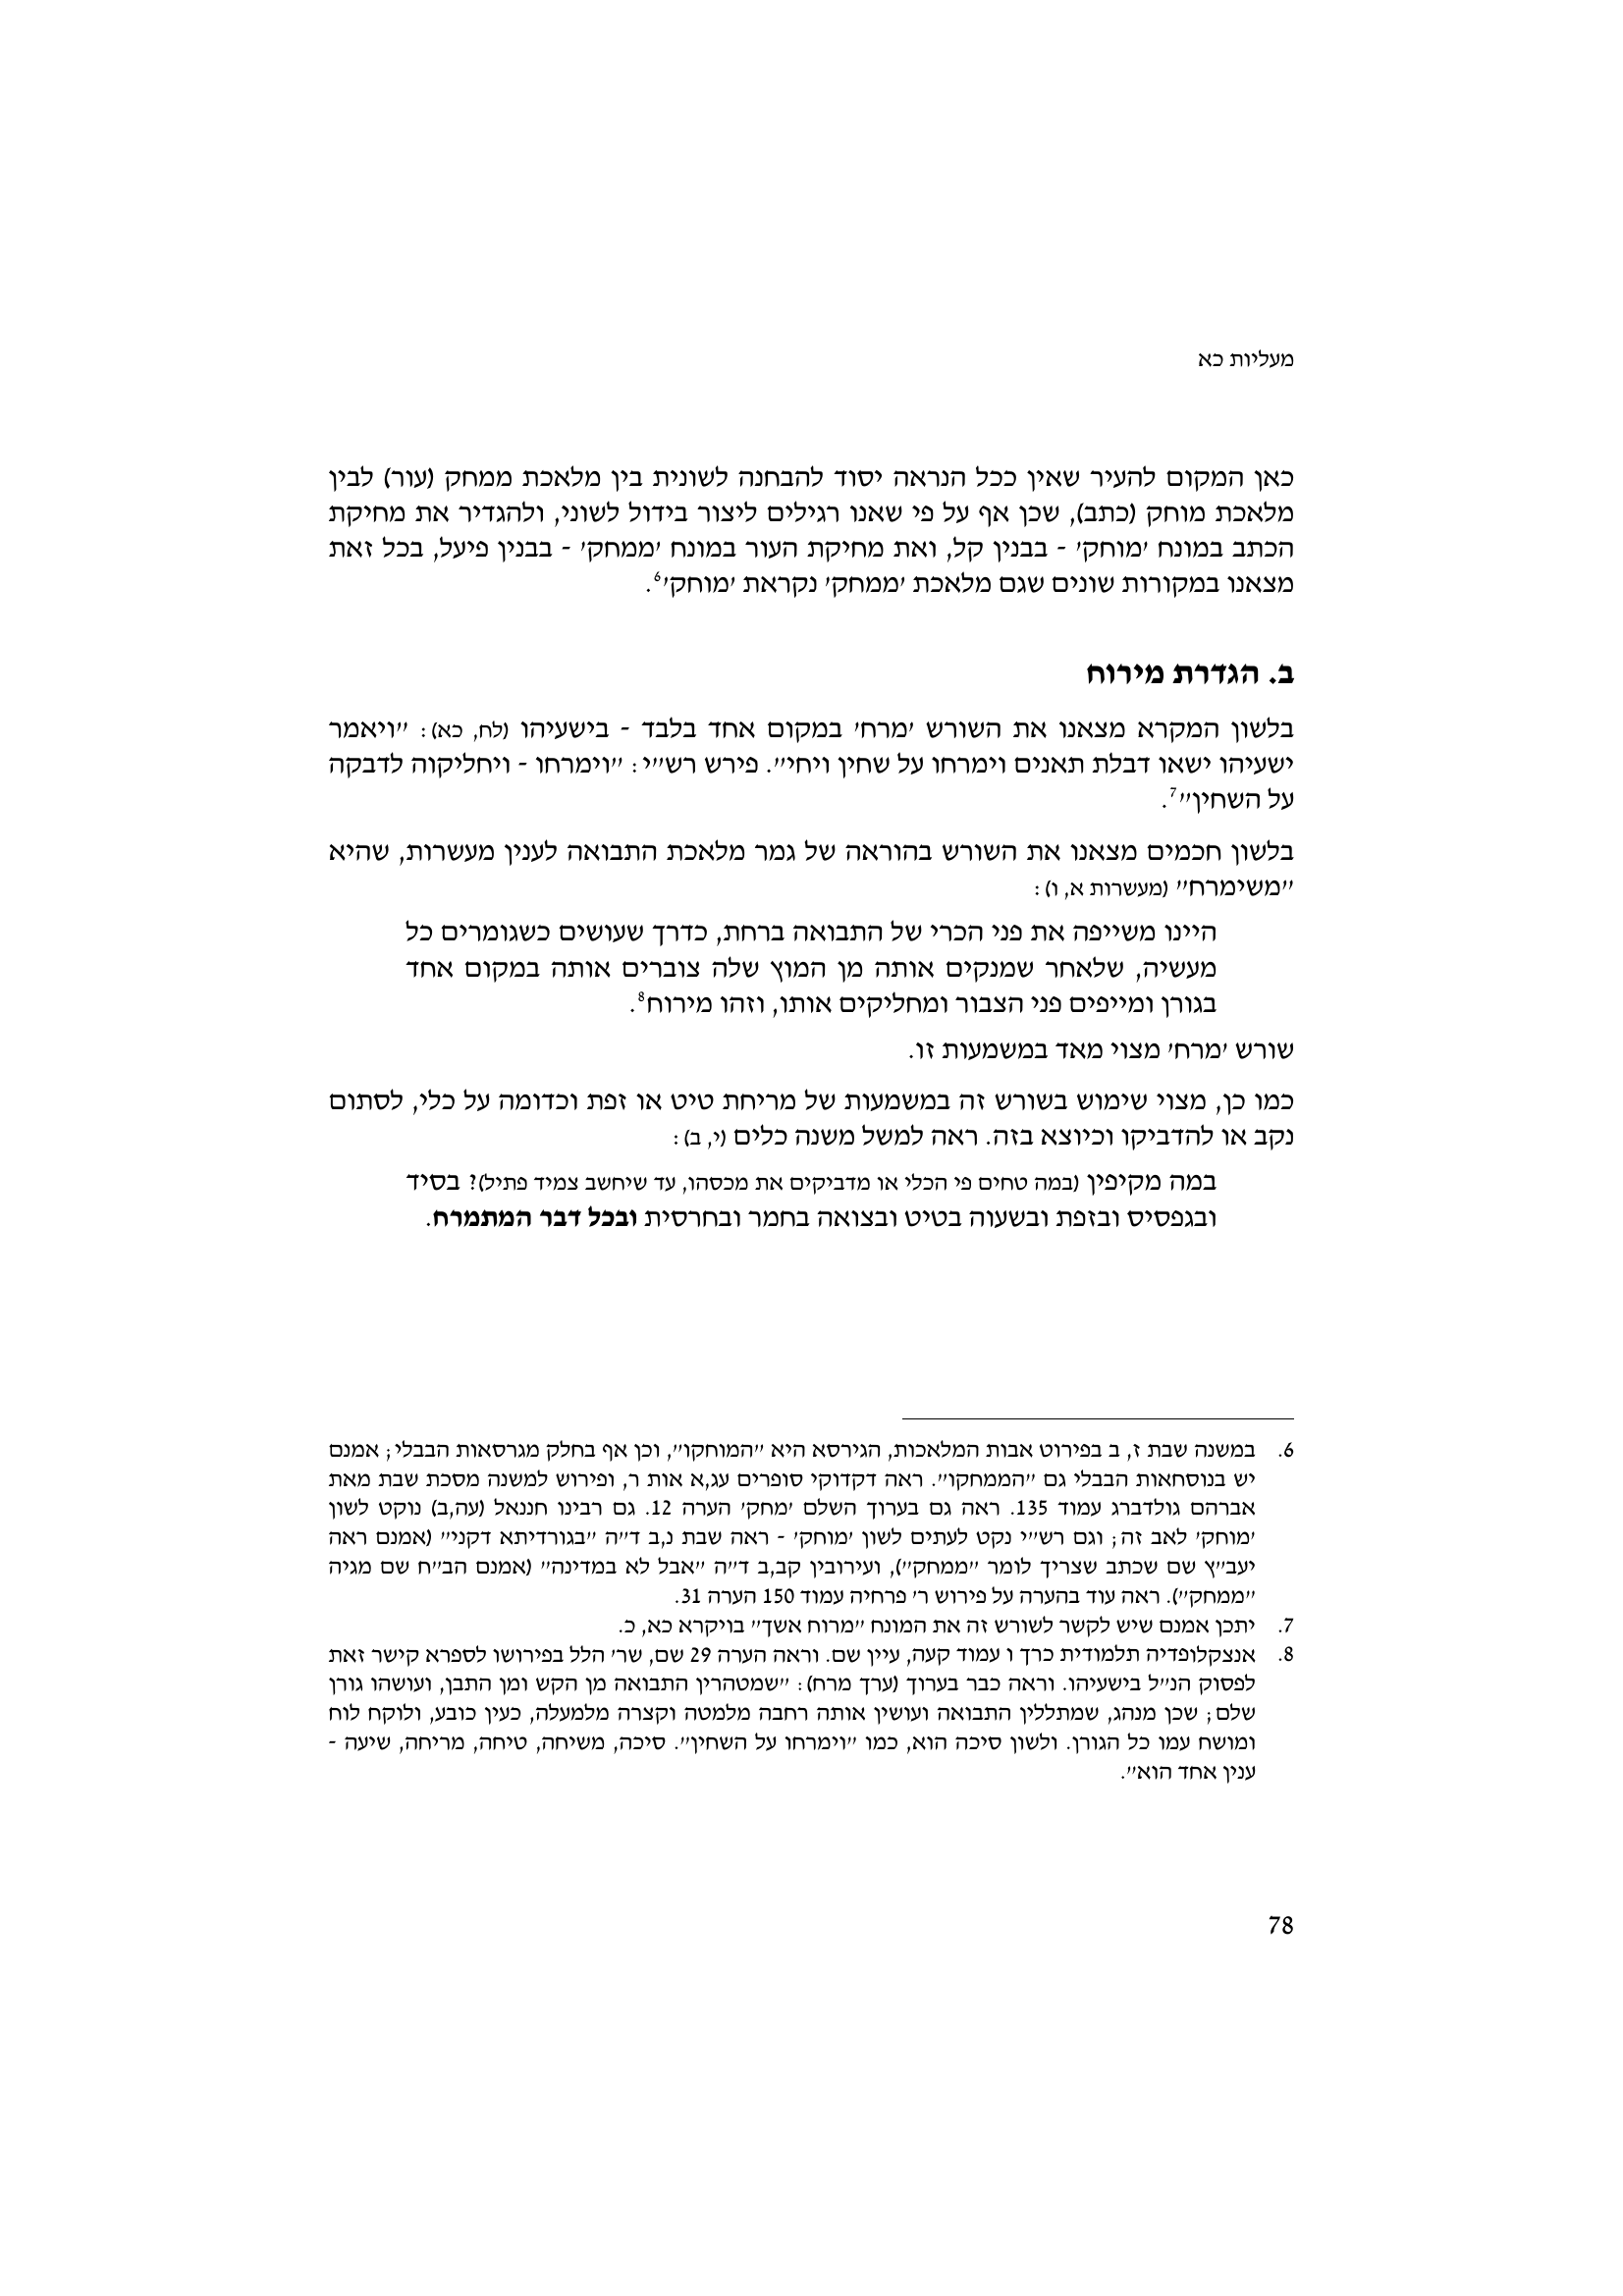 מעליות כא
כאן המקום להעיר שאין ככל הנראה יסוד להבחנה לשונית בין מלאכת ממחק (עור) לבין
מלאכת מוחק (כתב), שכן אף על פי שאנו רגילים ליצור בידול לשוני, ולהגדיר את מחיקת
הכתב במונח 'מוחק' - בבנין קל, ואת מחיקת העור במונח 'ממחק' - בבנין פיעל, בכל זאת
מצאנו במקורות שונים שגם מלאכת 'ממחק' נקראת 'מוחק'6.
ב. הגדרת מירוח
בלשון המקרא מצאנו את השורש 'מרח' במקום אחד בלבד - בישעיהו (לח, כא): "ויאמר
ישעיהו ישאו דבלת תאנים וימרחו על שחין ויחי". פירש רש"י: "וימרחו - ויחליקוה לדבקה
על השחין"7.
בלשון חכמים מצאנו את השורש בהוראה של גמר מלאכת התבואה לענין מעשרות, שהיא
"משימרח" (מעשרות א, ו):
היינו משייפה את פני הכרי של התבואה ברחת, כדרך שעושים כשגומרים כל
מעשיה, שלאחר שמנקים אותה מן המוץ שלה צוברים אותה במקום אחד
בגורן ומייפים פני הצבור ומחליקים אותו, וזהו מירוח8.
שורש 'מרח' מצוי מאד במשמעות זו.
כמו כן, מצוי שימוש בשורש זה במשמעות של מריחת טיט או זפת וכדומה על כלי, לסתום
נקב או להדביקו וכיוצא בזה. ראה למשל משנה כלים (י, ב):
במה מקיפין (במה טחים פי הכלי או מדביקים את מכסהו, עד שיחשב צמיד פתיל)? בסיד
ובגפסיס ובזפת ובשעוה בטיט ובצואה בחמר ובחרסית ובכל דבר המתמרח.
6. במשנה שבת ז, ב בפירוט אבות המלאכות, הגירסא היא "המוחקו", וכן אף בחלק מגרסאות הבבלי; אמנם
יש בנוסחאות הבבלי גם "הממחקו". ראה דקדוקי סופרים עג,א אות ר, ופירוש למשנה מסכת שבת מאת
אברהם גולדברג עמוד 135. ראה גם בערוך השלם 'מחק' הערה 12. גם רבינו חננאל (עה,ב) נוקט לשון
'מוחק' לאב זה; וגם רש"י נקט לעתים לשון 'מוחק' - ראה שבת נ,ב ד"ה "בגורדיתא דקני" (אמנם ראה
יעב"ץ שם שכתב שצריך לומר "ממחק"), ועירובין קב,ב ד"ה "אבל לא במדינה" (אמנם הב"ח שם מגיה
"ממחק"). ראה עוד בהערה על פירוש ר' פרחיה עמוד 150 הערה 31.
7. יתכן אמנם שיש לקשר לשורש זה את המונח "מרוח אשך" בויקרא כא, כ.
8. אנצקלופדיה תלמודית כרך ו עמוד קעה, עיין שם. וראה הערה 29 שם, שר' הלל בפירושו לספרא קישר זאת
לפסוק הנ"ל בישעיהו. וראה כבר בערוך (ערך מרח): "שמטהרין התבואה מן הקש ומן התבן, ועושהו גורן
שלם; שכן מנהג, שמתללין התבואה ועושין אותה רחבה מלמטה וקצרה מלמעלה, כעין כובע, ולוקח לוח
ומושח עמו כל הגורן. ולשון סיכה הוא, כמו "וימרחו על השחין". סיכה, משיחה, טיחה, מריחה, שיעה -
ענין אחד הוא".
78